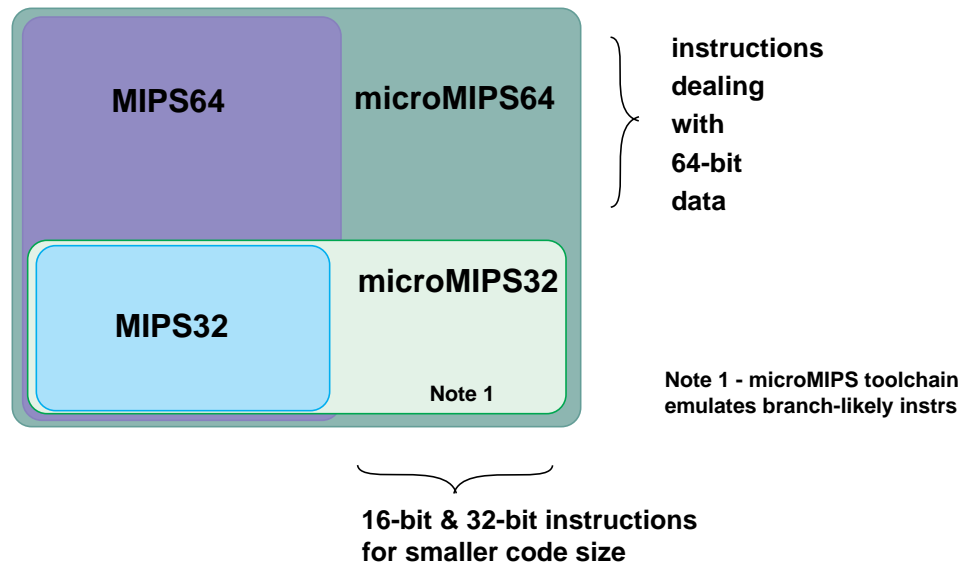 MIPS64
microMIPS64
instructions
dealing
with
64-bit
data
microMIPS32
MIPS32
Note 1
Note 1 - microMIPS toolchain
emulates branch-likely instrs
16-bit & 32-bit instructions
for smaller code size